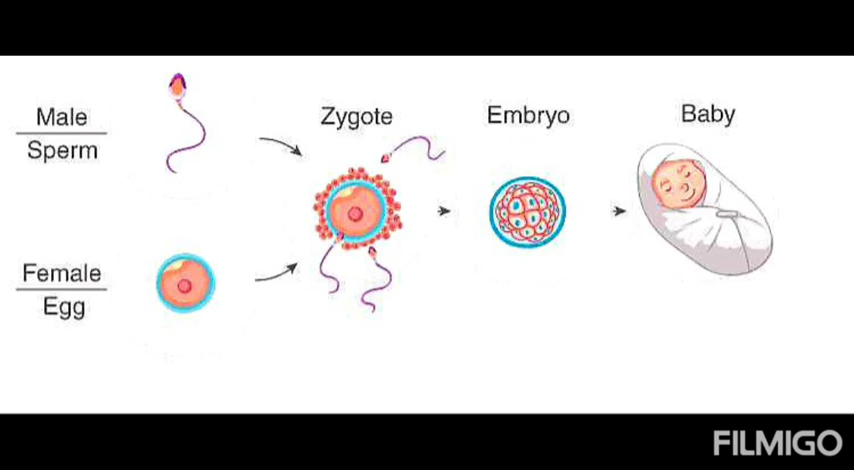 Male
Sperm
Zygote
Embryo
Baby
Female
Egg
FILMIGO